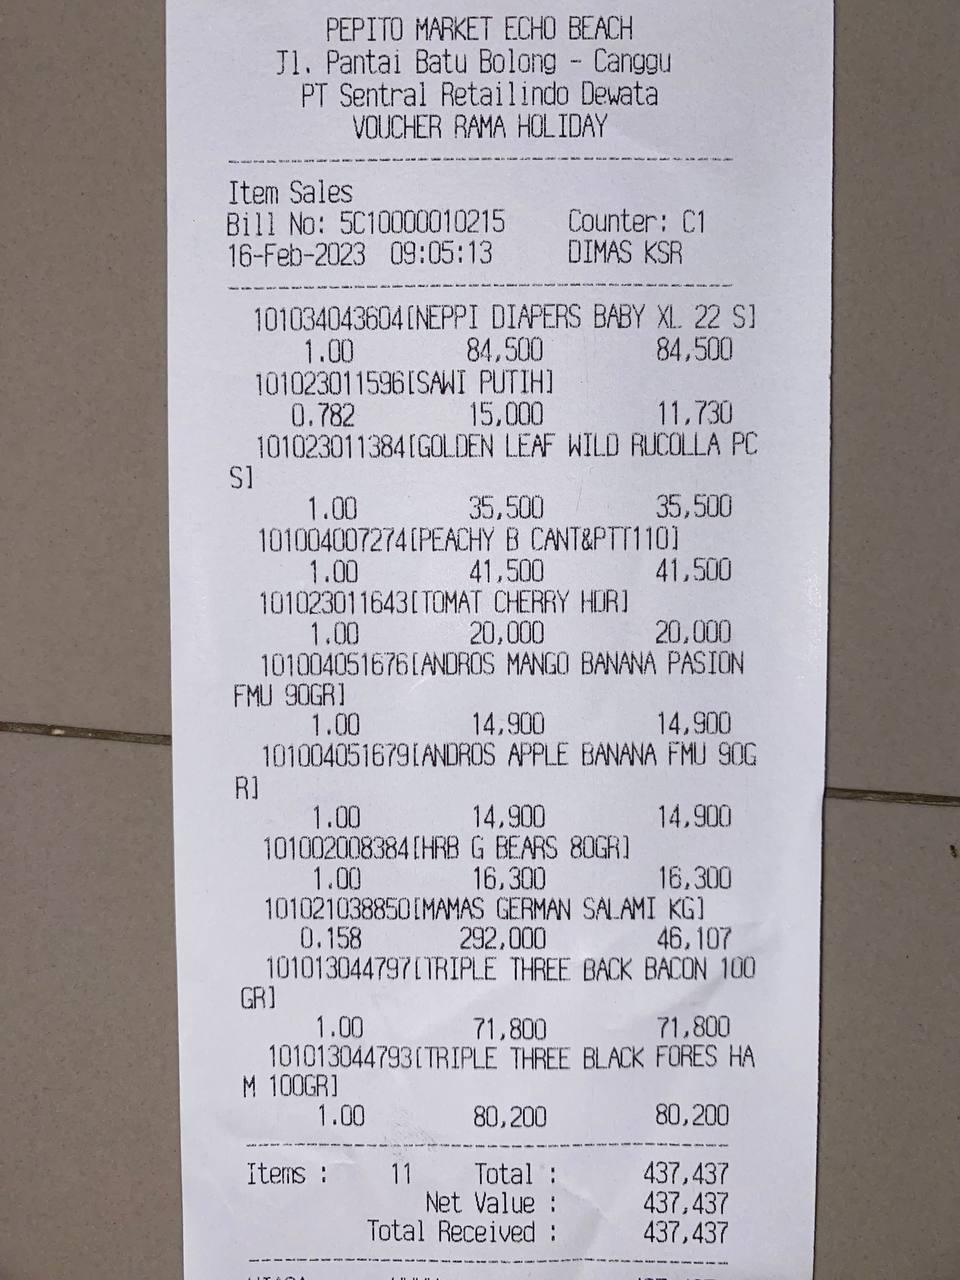 PEPITO MARKET ECHO BEACH
Jl. Pantai Batu Bolong - Canggu
PT Sentral Retailindo Dewata
VOUCHER RAMA HOLIDAY
Item Sales
Bill No: 5C10000010215 Counter: C1
16-Feb-2023 09:05:13 DIMAS KSR
101034043604[NEPPI DIAPERS BABY XL 22 S]
1.00 84,500 84,500
101023011596[SAWI PUTIH]
0.782 15,000 11,730
101023011384[GOLDEN LEAF WILD RUCOLLA PC
S]
1.00 35,500 35,500
101004007274[PEACHY B CANT&PTT110]
1.00 41,500 41,500
101023011643[TOMAT CHERRY HDR]
1.00 20,000 20,000
101004051676[ANDROS MANGO BANANA PASION
FMU 90GR]
1.00 14,900 14,900
101004051679[ANDROS APPLE BANANA FMU 90G
R]
1.00 14,900 14,900
101002008384[HRB G BEARS 80GR]
1.00 16,300 16,300
101021038850[MAMAS GERMAN SALAMI KG]
0.158 292,000 46,107
101013044797[TRIPLE THREE BACK BACON 100
GR]
1.00 71,800 71,800
101013044793[TRIPLE THREE BLACK FORES HA
M 100GR]
1.00 80,200 80,200
Items : 11 Total : 437,437
Net Value : 437,437
Total Received : 437,437